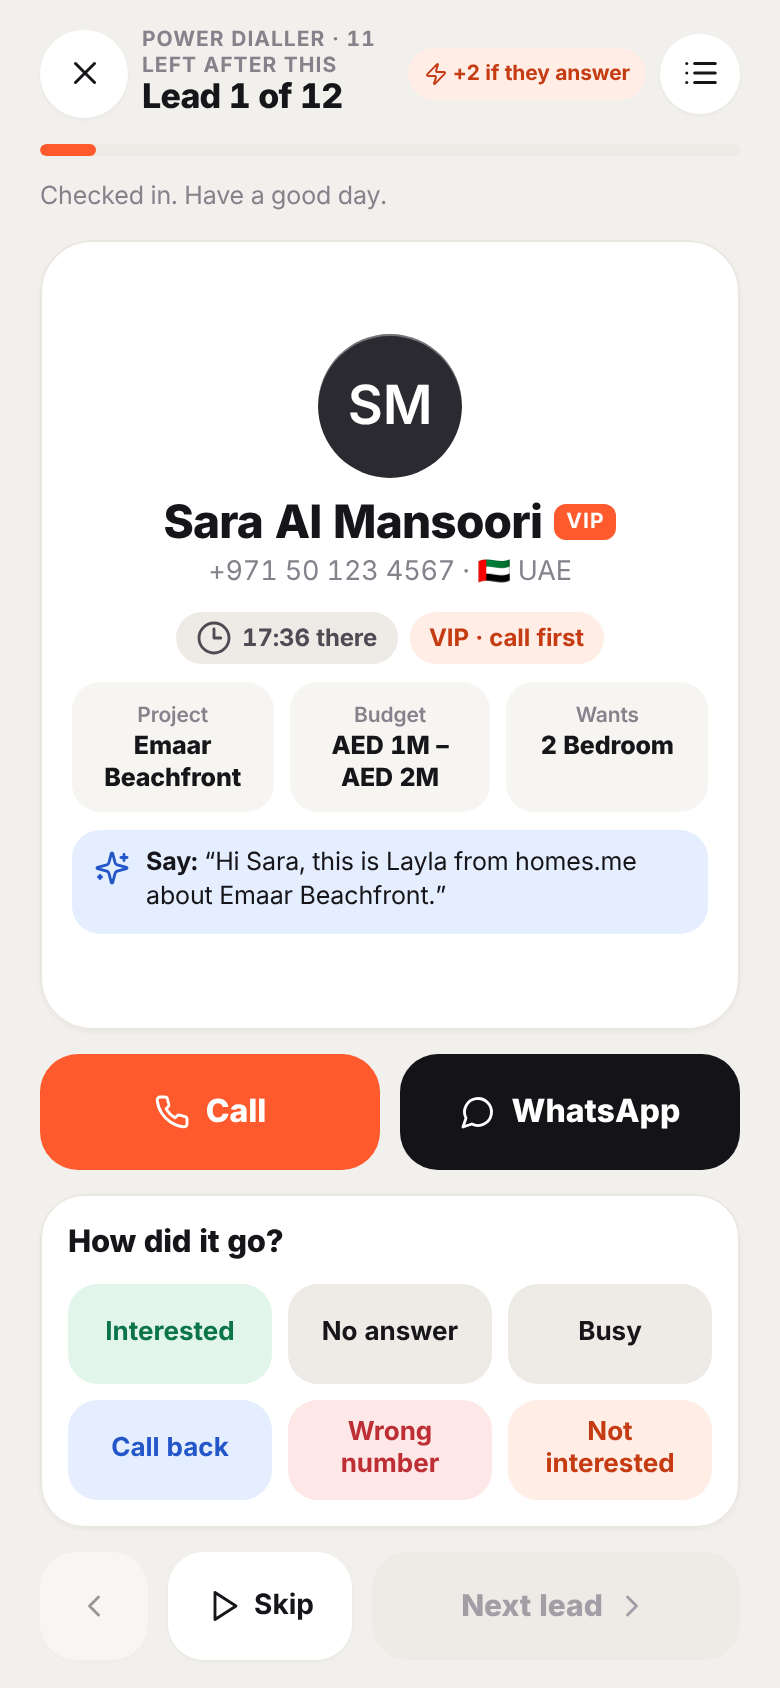 POWER DIALLER · 11
LEFT AFTER THIS
Lead 1 of 12
+2 if they answer
Checked in. Have a good day.
SM
Sara Al Mansoori VIP
+971 50 123 4567 · 🇦🇪 UAE
17:36 there
VIP · call first
Project
Emaar
Beachfront
Budget
AED 1M –
AED 2M
Wants
2 Bedroom
Say: “Hi Sara, this is Layla from homes.me
about Emaar Beachfront.”
Call
WhatsApp
How did it go?
Interested
No answer
Busy
Call back
Wrong
number
Not
interested
Skip
Next lead